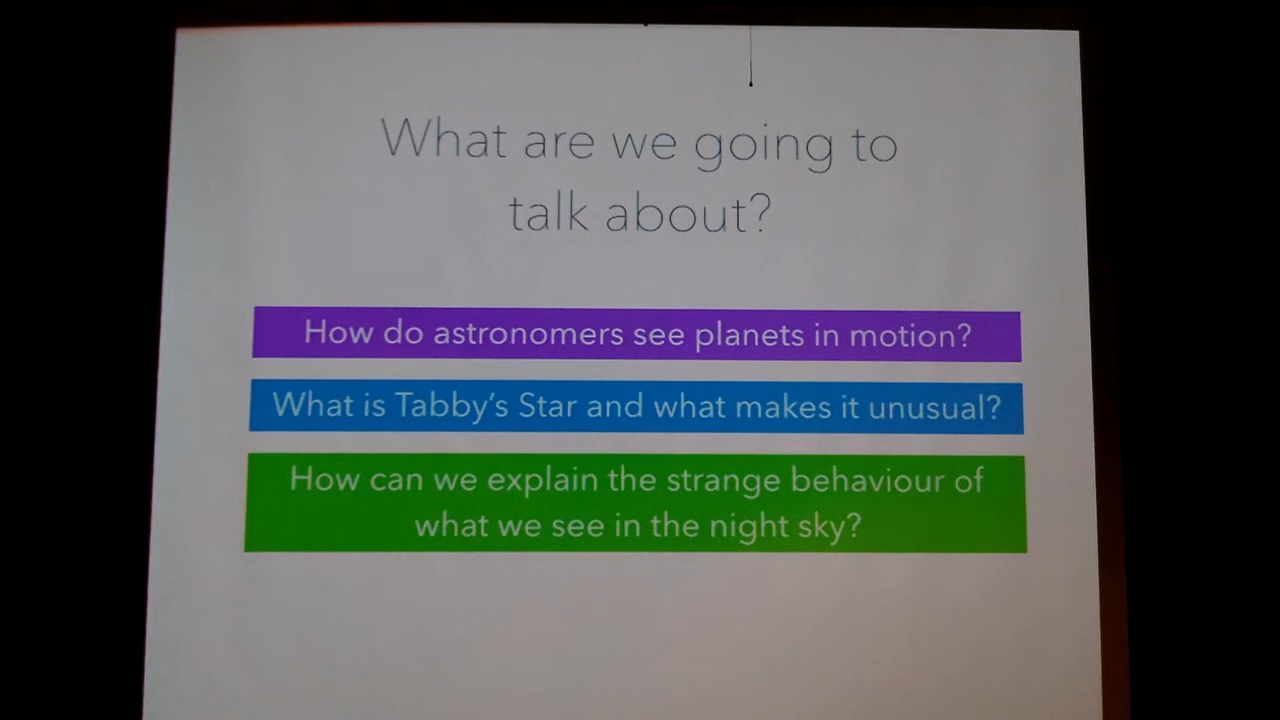 What are we going to
talk about?
How do astronomers see planets in motion?
What is Tabby's Star and what makes it unusual?
How can we explain the strange behaviour of
what we see in the night sky?